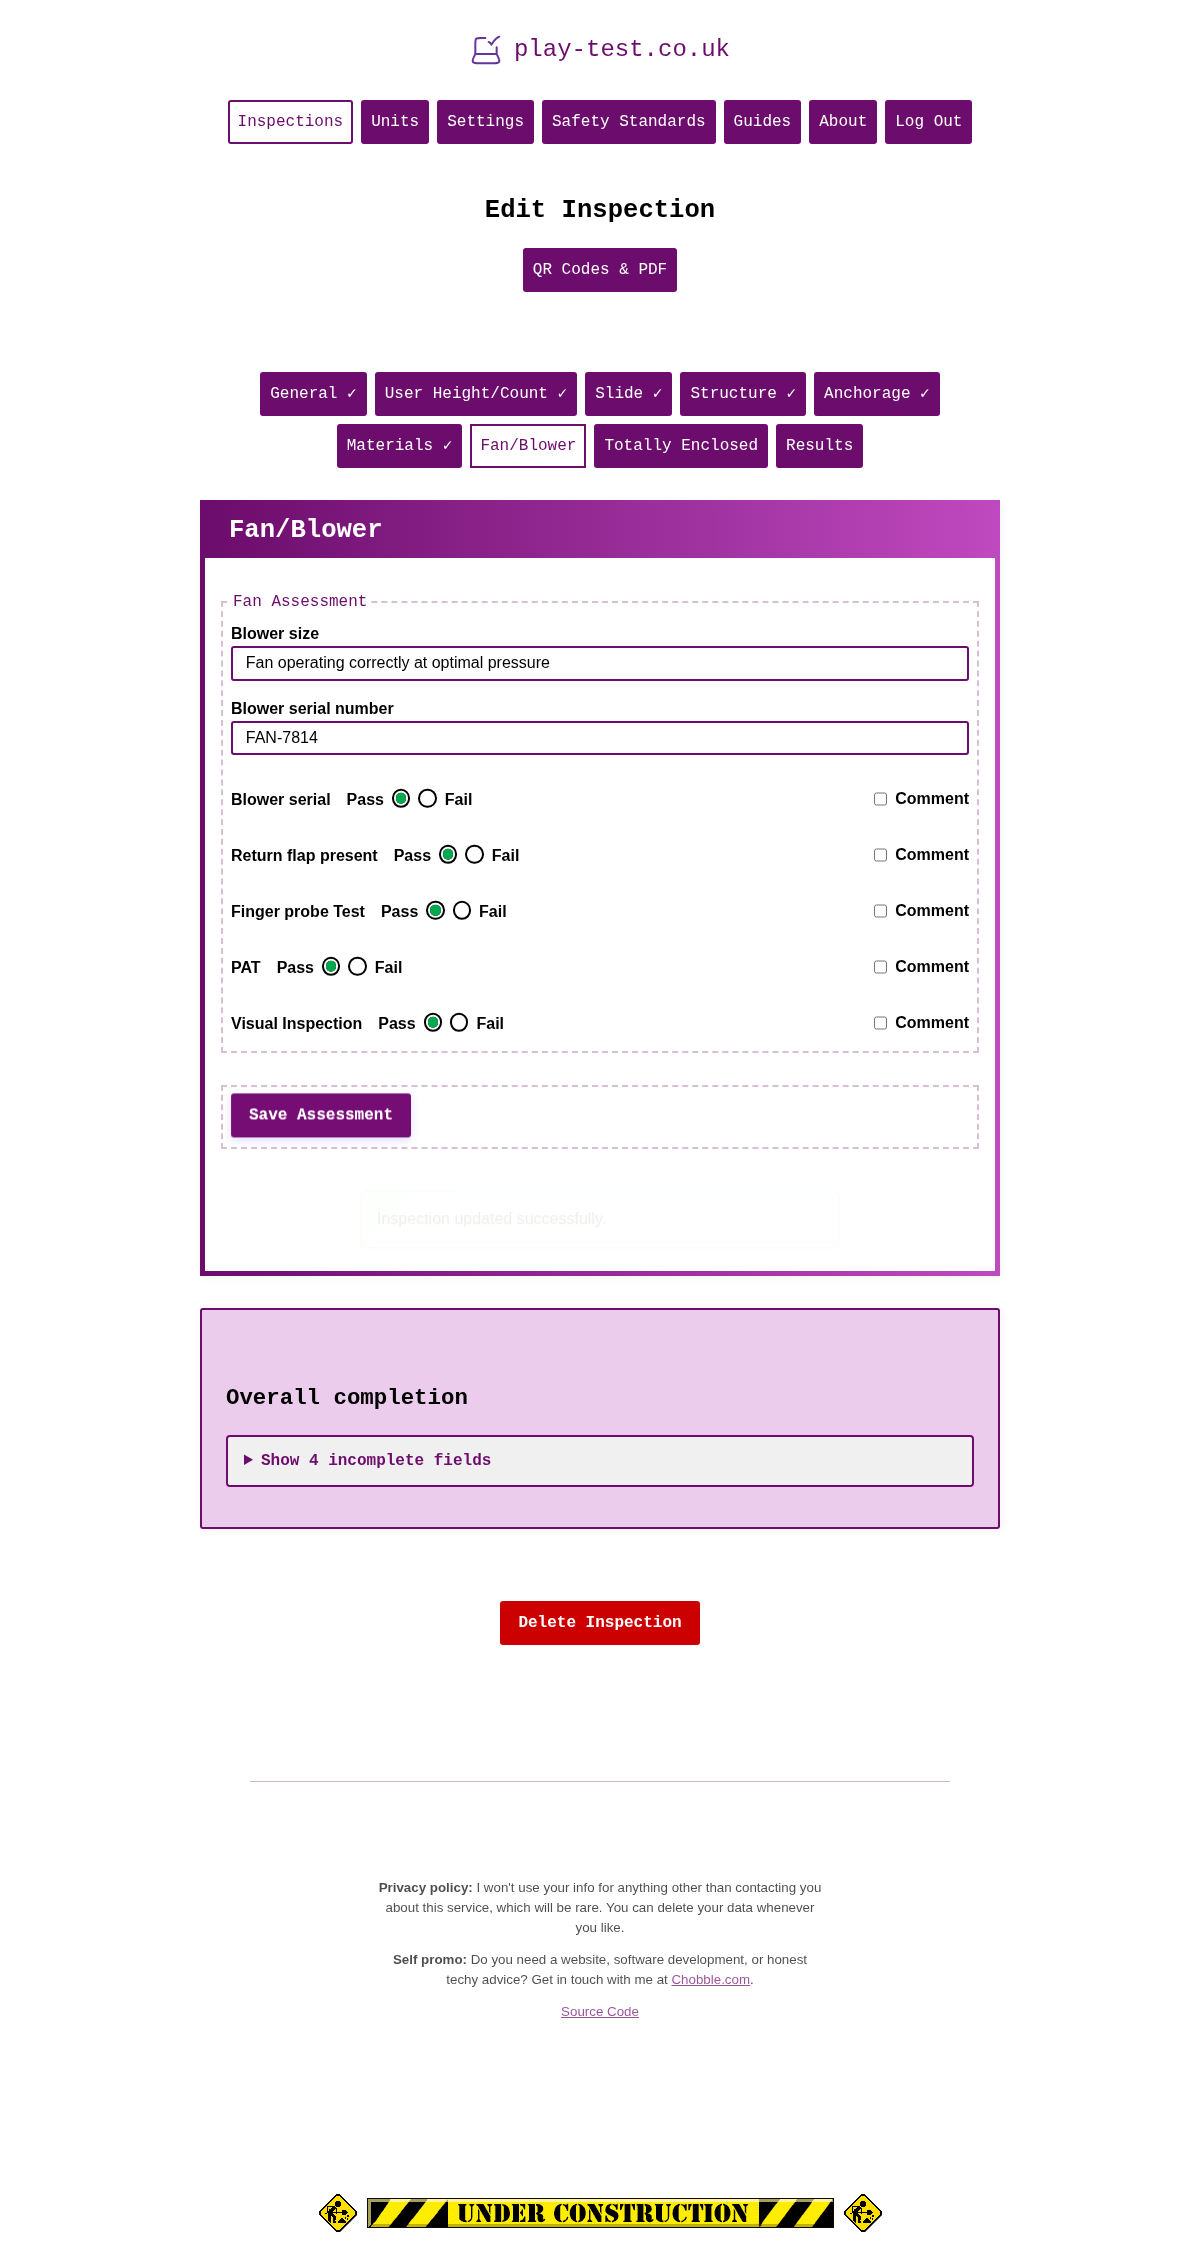 play-test.co.uk
Inspections Units Settings Safety Standards Guides About Log Out
Edit Inspection
QR Codes & PDF
General ✓ User Height/Count ✓ Slide ✓ Structure ✓ Anchorage ✓
Materials ✓ Fan/Blower Totally Enclosed Results
Fan/Blower
Fan Assessment
Blower size
Fan operating correctly at optimal pressure
Blower serial number
FAN-7814
Blower serial Pass Fail Comment
Return flap present Pass Fail Comment
Finger probe Test Pass Fail Comment
PAT Pass Fail Comment
Visual Inspection Pass Fail Comment
Save Assessment
Inspection updated successfully.
Overall completion
Show 4 incomplete fields
Delete Inspection
Privacy policy: I won't use your info for anything other than contacting you
about this service, which will be rare. You can delete your data whenever
you like.
Self promo: Do you need a website, software development, or honest
techy advice? Get in touch with me at Chobble.com.
Source Code
UNDER CONSTRUCTION